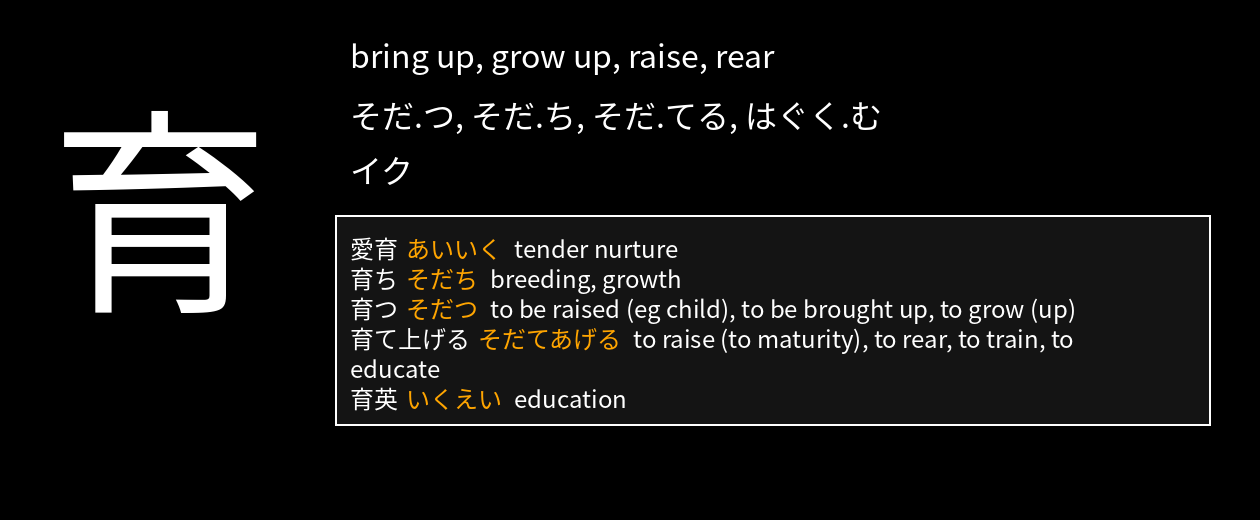 育
bring up, grow up, raise, rear
そだ.つ, そだ.ち, そだ.てる, はぐく.む
イク
愛育 あいいく tender nurture
育ち そだち breeding, growth
育つ そだつ to be raised (eg child), to be brought up, to grow (up)
育て上げる そだてあげる to raise (to maturity), to rear, to train, to
educate
育英 いくえい education